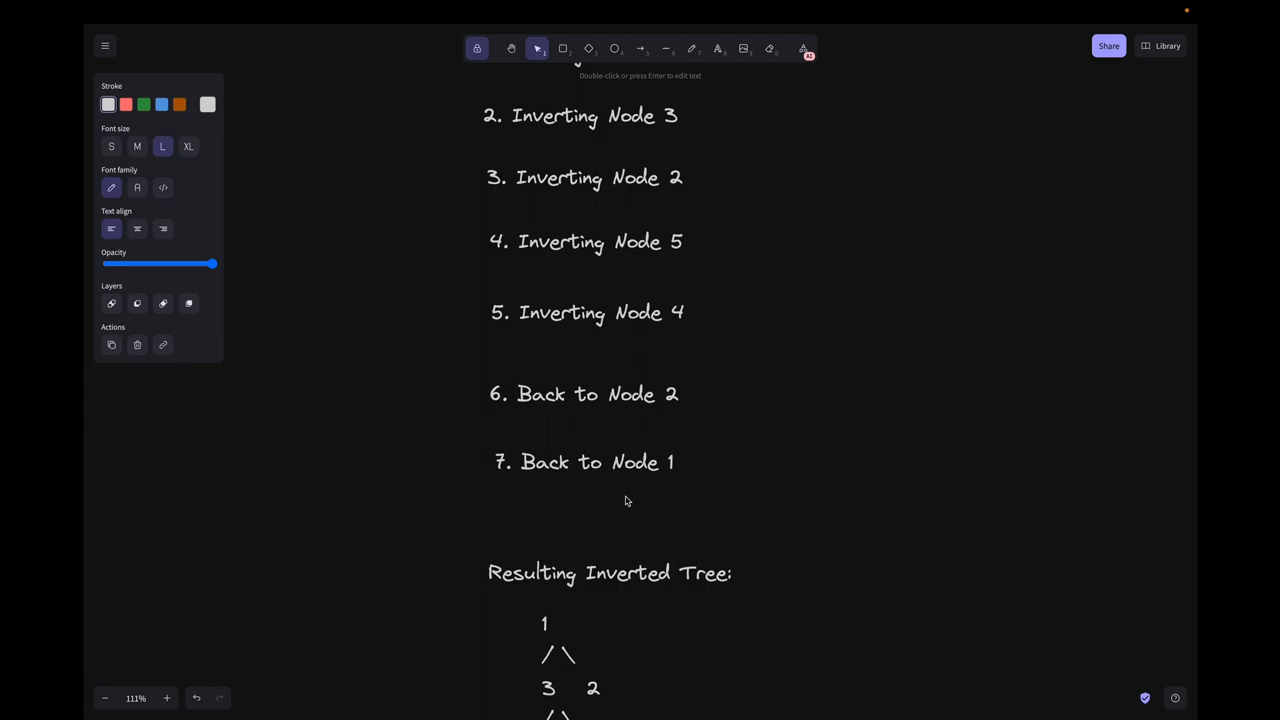 Share
Library
Double-click or press Enter to edit text
Stroke
Font size
S M L XL
Font family
A </>
Text align
Opacity
Layers
Actions
2. Inverting Node 3
3. Inverting Node 2
4. Inverting Node 5
5. Inverting Node 4
6. Back to Node 2
7. Back to Node 1
Resulting Inverted Tree:
1
/ \
3 2
/ \
- 111% +